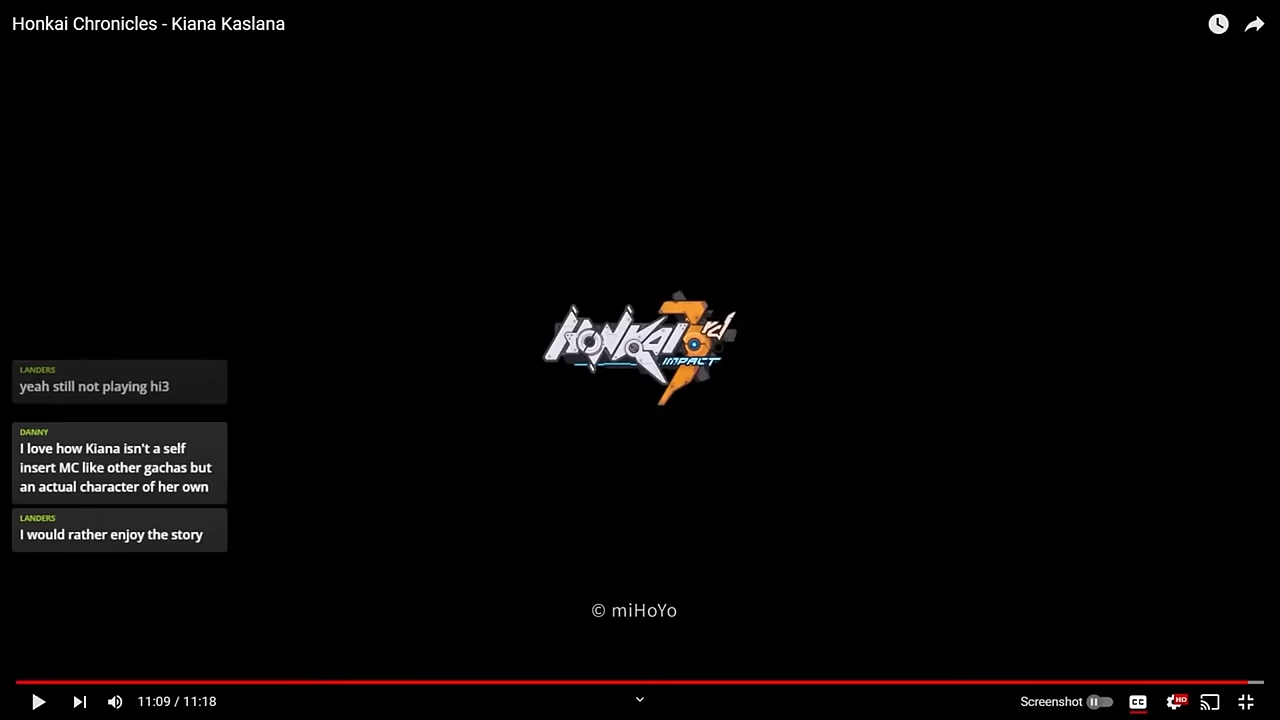 Honkai Chronicles - Kiana Kaslana
HONKAI 3rd
IMPACT
LANDERS
yeah still not playing hi3
DANNY
I love how Kiana isn't a self
insert MC like other gachas but
an actual character of her own
LANDERS
I would rather enjoy the story
© miHoYo
11:09 / 11:18
Screenshot
CC
HD